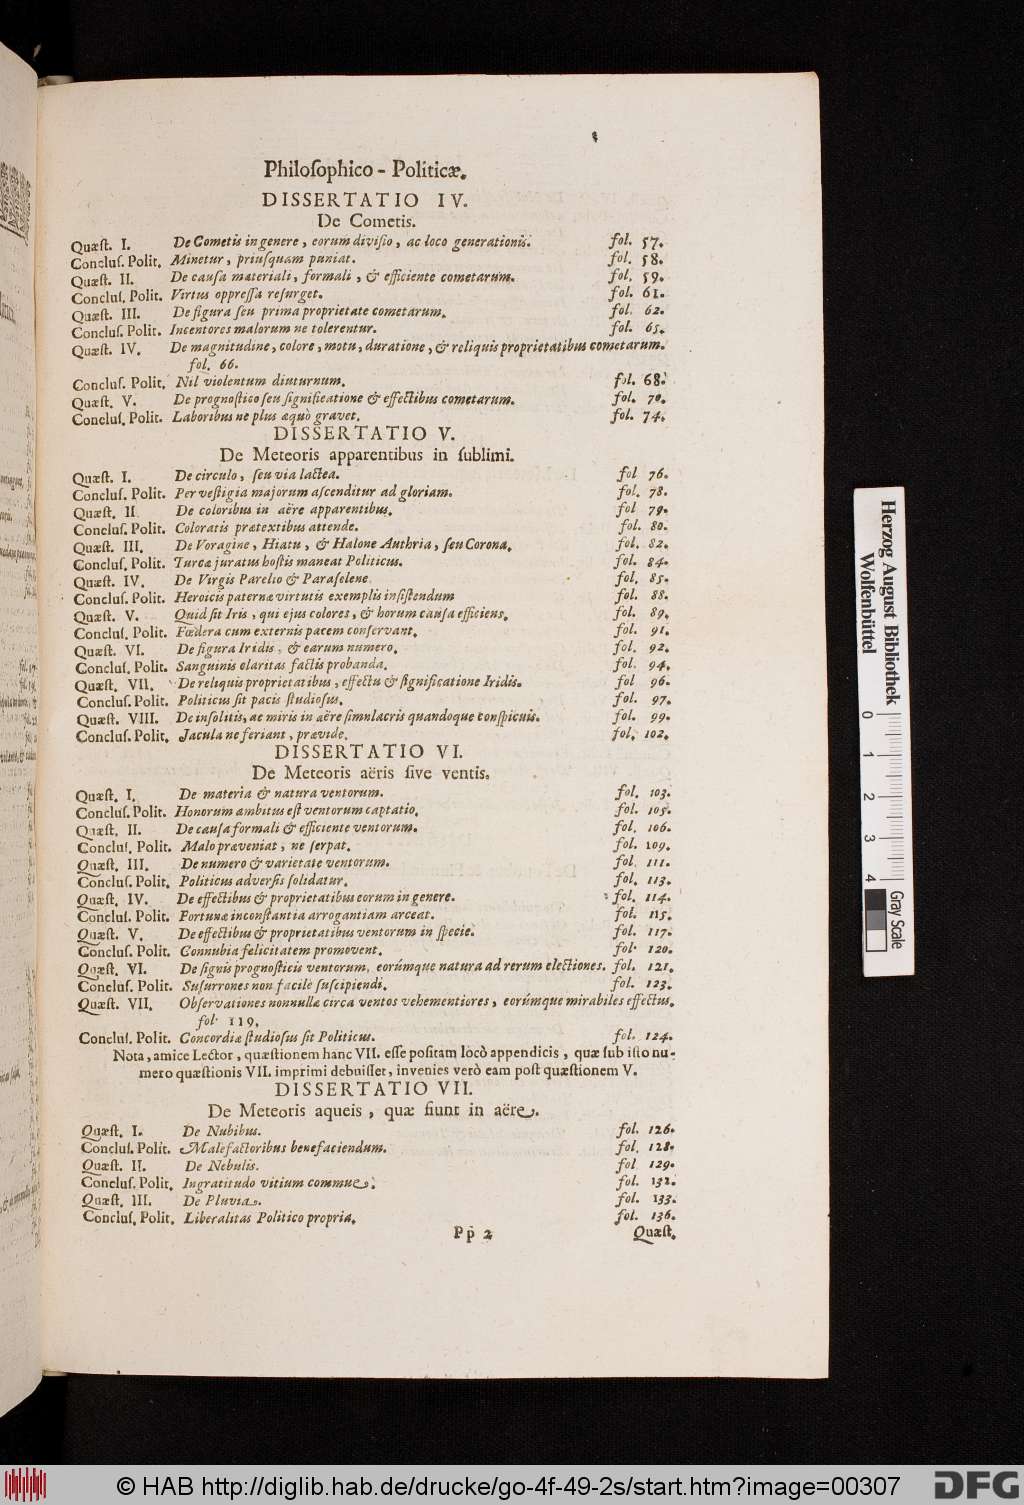 Philoſophico - Politicæ.
DISSERTATIO IV.
De Cometis.
Quæſt. I. De Cometis in genere, eorum diviſio, ac loco generationis. fol. 57.
Concluſ. Polit. Minetur, priuſquam puniat. fol. 58.
Quæſt. II. De cauſa materiali, formali, & efficiente cometarum. fol. 59.
Concluſ. Polit. Virtus oppreſſa reſurget. fol. 61.
Quæſt. III. De figura ſeu prima proprietate cometarum. fol. 62.
Concluſ. Polit. Incentores malorum ne tolerentur. fol. 65.
Quæſt. IV. De magnitudine, colore, motu, duratione, & reliquis proprietatibus cometarum.
fol. 66.
Concluſ. Polit. Nil violentum diuturnum. fol. 68.
Quæſt. V. De prognoſtico ſeu ſignificatione & effectibus cometarum. fol. 70.
Concluſ. Polit. Laboribus ne plus æquò gravet. fol. 74.
DISSERTATIO V.
De Meteoris apparentibus in ſublimi.
Quæſt. I. De circulo, ſeu via lactea. fol 76.
Concluſ. Polit. Per veſtigia majorum aſcenditur ad gloriam. fol. 78.
Quæſt. II De coloribus in aëre apparentibus. fol 79.
Concluſ. Polit. Coloratis prætextibus attende. fol. 80.
Quæſt. III. De Voragine, Hiatu, & Halone Authria, ſeu Corona. fol. 82.
Concluſ. Polit. Turcæ juratus hoſtis maneat Politicus. fol. 84.
Quæſt. IV. De Virgis Parelio & Paraſelene fol. 85.
Concluſ. Polit. Heroicis paternæ virtutis exemplis inſiſtendum fol. 88.
Quæſt. V. Quid ſit Iris, qui ejus colores, & horum cauſa efficiens. fol. 89.
Concluſ. Polit. Fœdera cum externis pacem conſervant. fol. 91.
Quæſt. VI. De figura Iridis, & earum numero. fol. 92.
Concluſ. Polit. Sanguinis claritas factis probanda. fol. 94.
Quæſt. VII. De reliquis proprietatibus, effectu & ſignificatione Iridis. fol 96.
Concluſ. Polit. Politicus ſit pacis ſtudioſus. fol. 97.
Quæſt. VIII. De inſolitis, ac miris in aëre ſimulacris quandoque conſpicuis. fol. 99.
Concluſ. Polit. Jacula ne feriant, prævide. fol. 102.
DISSERTATIO VI.
De Meteoris aëris ſive ventis.
Quæſt. I. De materia & natura ventorum. fol. 103.
Concluſ. Polit. Honorum ambitus eſt ventorum captatio. fol. 105.
Quæſt. II. De cauſa formali & efficiente ventorum. fol. 106.
Concluſ. Polit. Malo præveniat, ne ſerpat. fol. 109.
Quæſt. III. De numero & varietate ventorum. fol. 111.
Concluſ. Polit. Politicus adverſis ſolidatur. fol. 113.
Quæſt. IV. De effectibus & proprietatibus eorum in genere. fol. 114.
Concluſ. Polit. Fortunæ inconſtantia arrogantiam arceat. fol. 115.
Quæſt. V. De effectibus & proprietatibus ventorum in ſpecie. fol. 117.
Concluſ. Polit. Connubia felicitatem promovent. fol. 120.
Quæſt. VI. De ſignis prognoſticis ventorum, eorúmque natura ad rerum electiones. fol. 121.
Concluſ. Polit. Suſurrones non facilè ſuſcipiendi. fol. 123.
Quæſt. VII. Obſervationes nonnullæ circa ventos vehementiores, eorúmque mirabiles effectus.
fol. 119.
Concluſ. Polit. Concordiæ ſtudioſus ſit Politicus. fol. 124.
Nota, amice Lector, quæſtionem hanc VII. eſſe poſitam locò appendicis, quæ ſub iſto nu-
mero quæſtionis VII. imprimi debuiſſet, invenies verò eam poſt quæſtionem V.
DISSERTATIO VII.
De Meteoris aqueis, quæ fiunt in aëre.
Quæſt. I. De Nubibus. fol. 126.
Concluſ. Polit. Malefactoribus benefaciendum. fol. 128.
Quæſt. II. De Nebulis. fol 129.
Concluſ. Polit. Ingratitudo vitium commune. fol. 132.
Quæſt. III. De Pluvia. fol. 133.
Concluſ. Polit. Liberalitas Politico propria. fol. 136.
Pp 2 Quæſt.
Herzog August Bibliothek
Wolfenbüttel
0 1 2 3 4
Gray Scale
© HAB http://diglib.hab.de/drucke/go-4f-49-2s/start.htm?image=00307
DFG